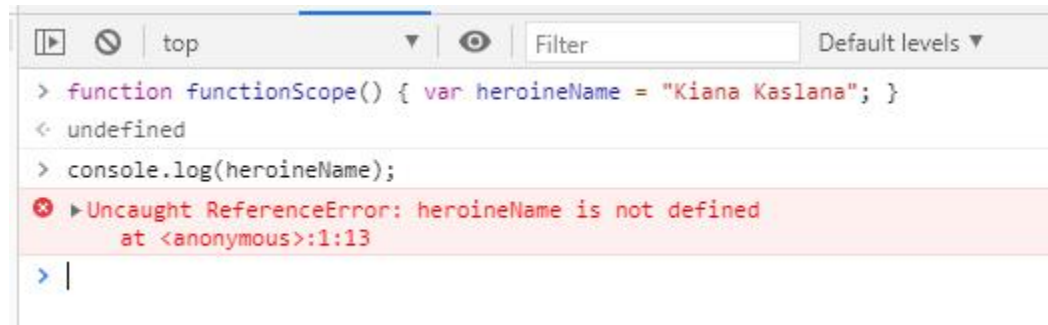 top Filter Default levels
> function functionScope() { var heroineName = "Kiana Kaslana"; }
undefined
> console.log(heroineName);
Uncaught ReferenceError: heroineName is not defined
at <anonymous>:1:13
>